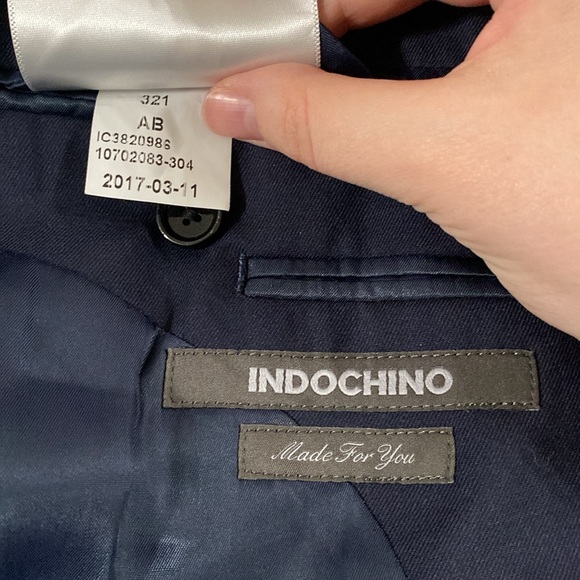 321
AB
IC3820986
10702083-304
2017-03-11
INDOCHINO
Made For You